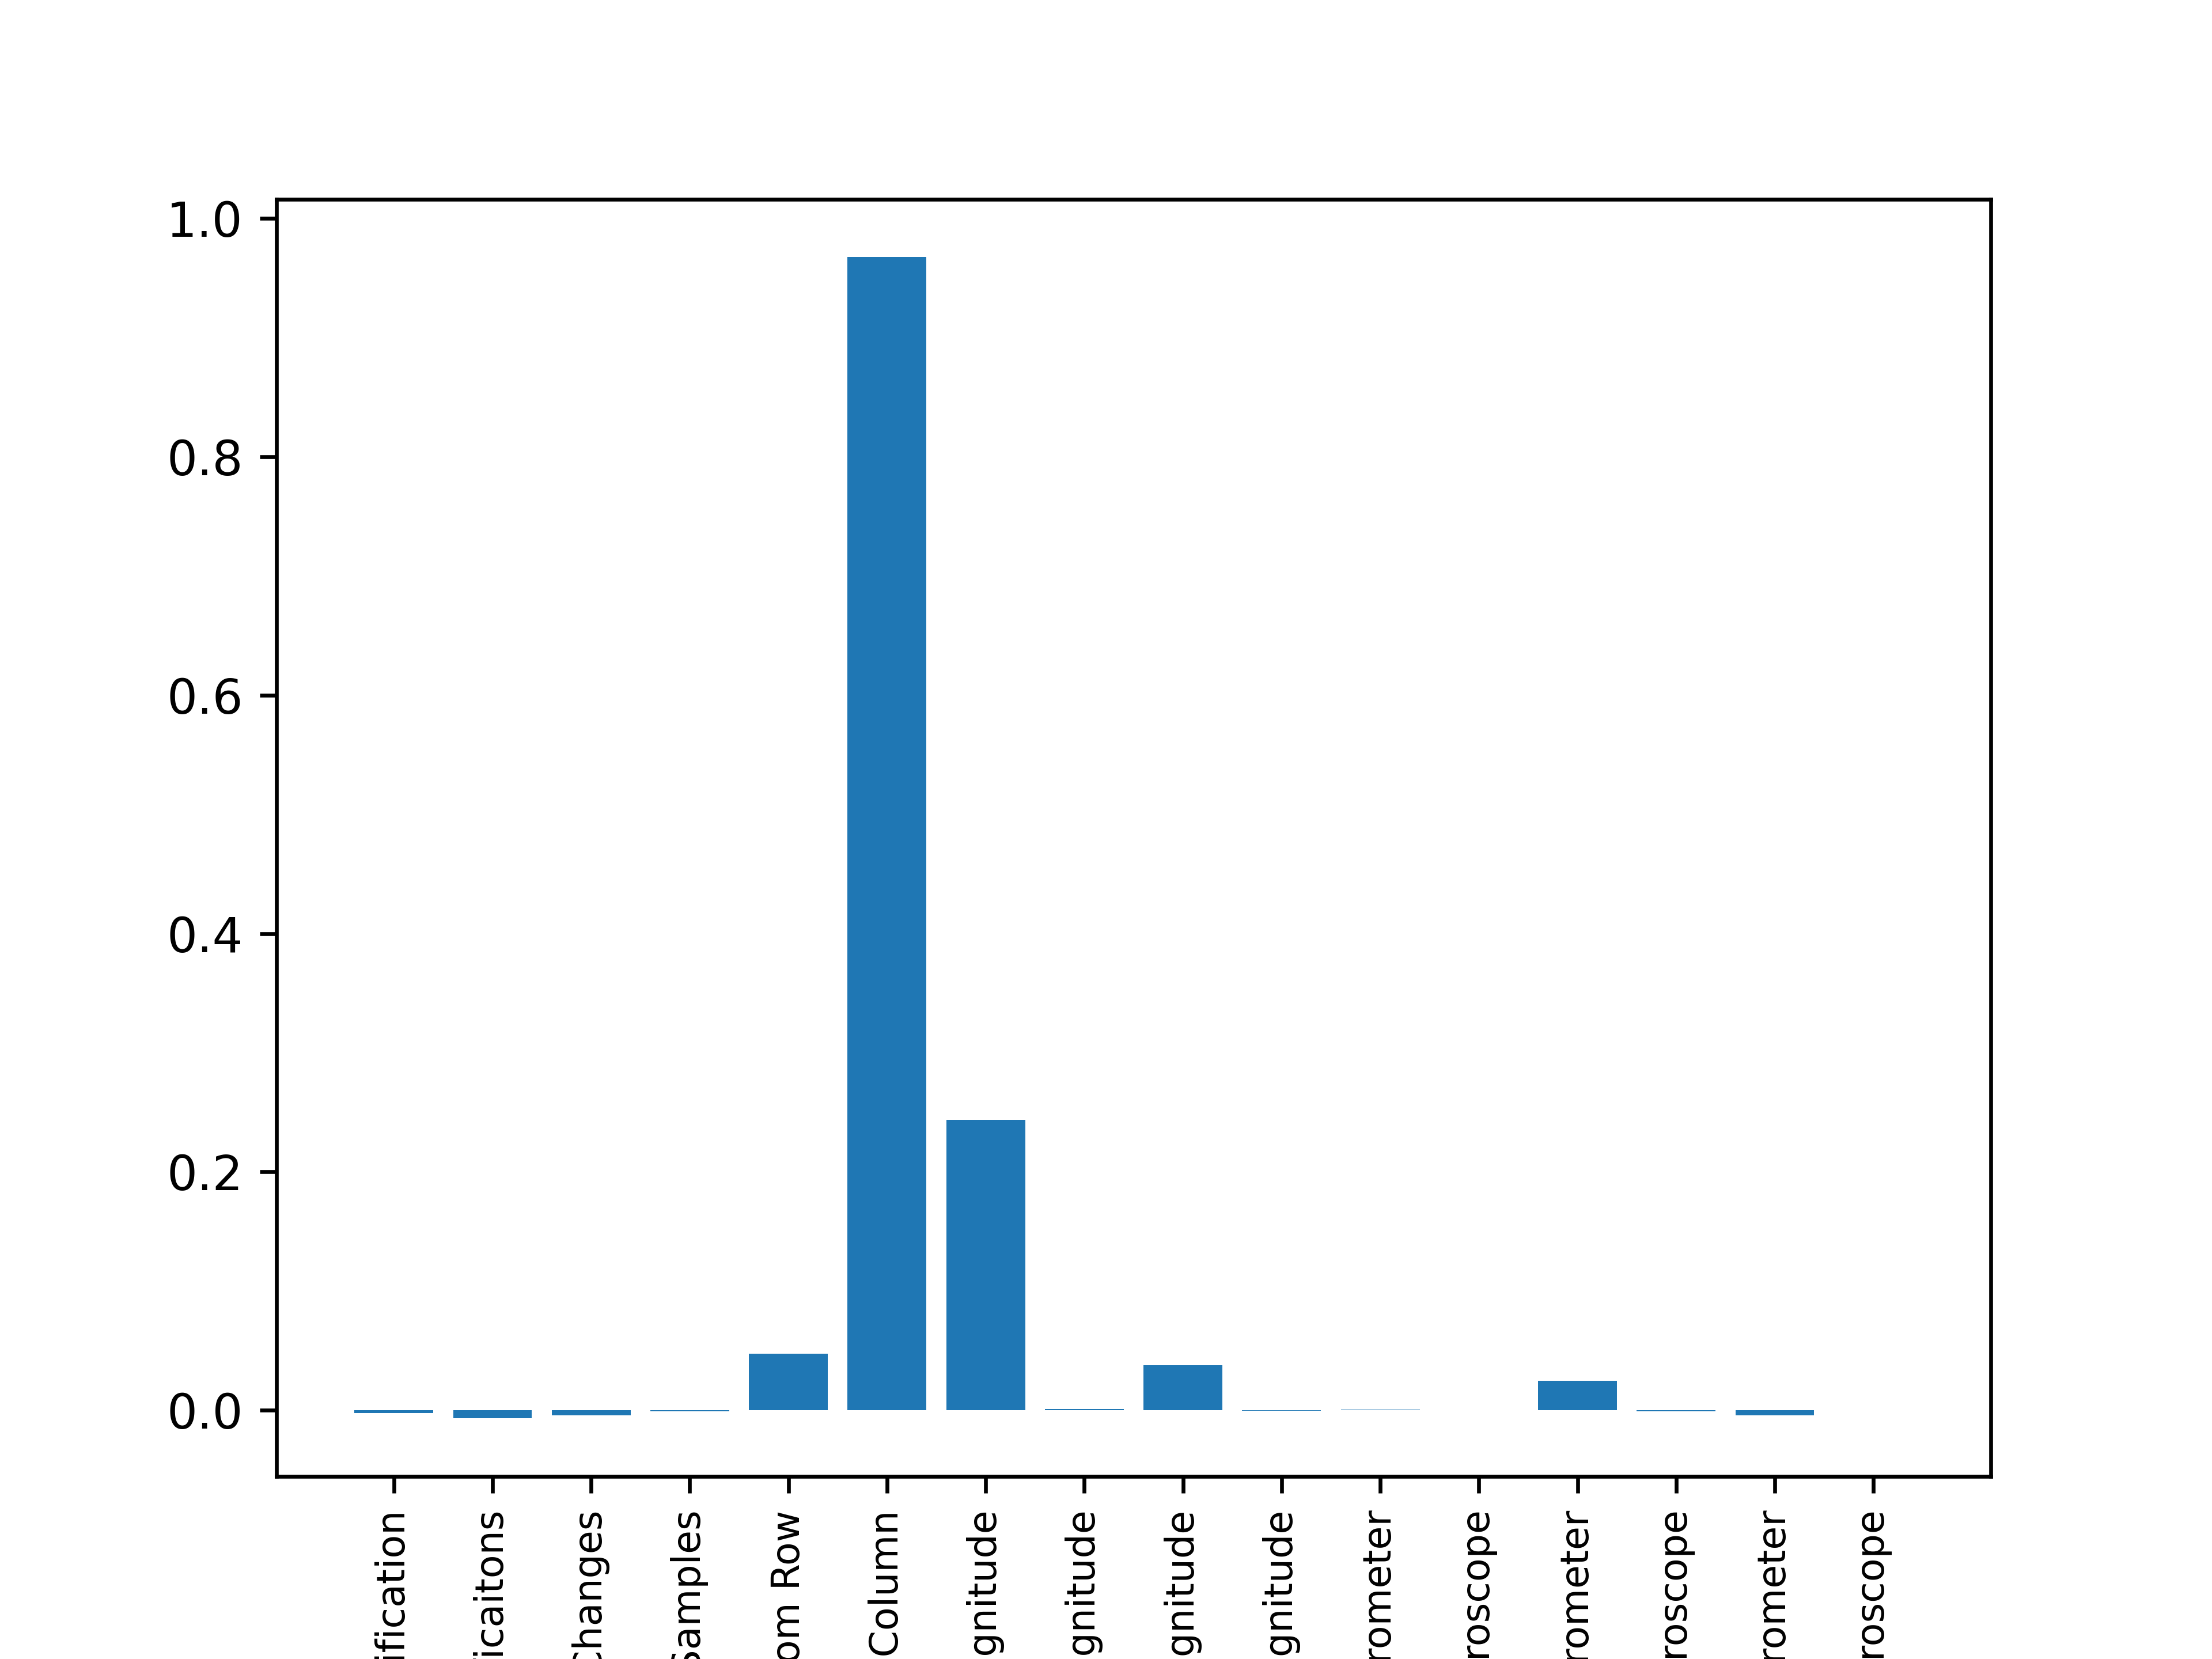 1.0
0.8
0.6
0.4
0.2
0.0
ification
icaitons
hanges
Samples
om Row
Column
gnitude
gnitude
gnitude
gnitude
rometer
roscope
rometer
roscope
rometer
roscope